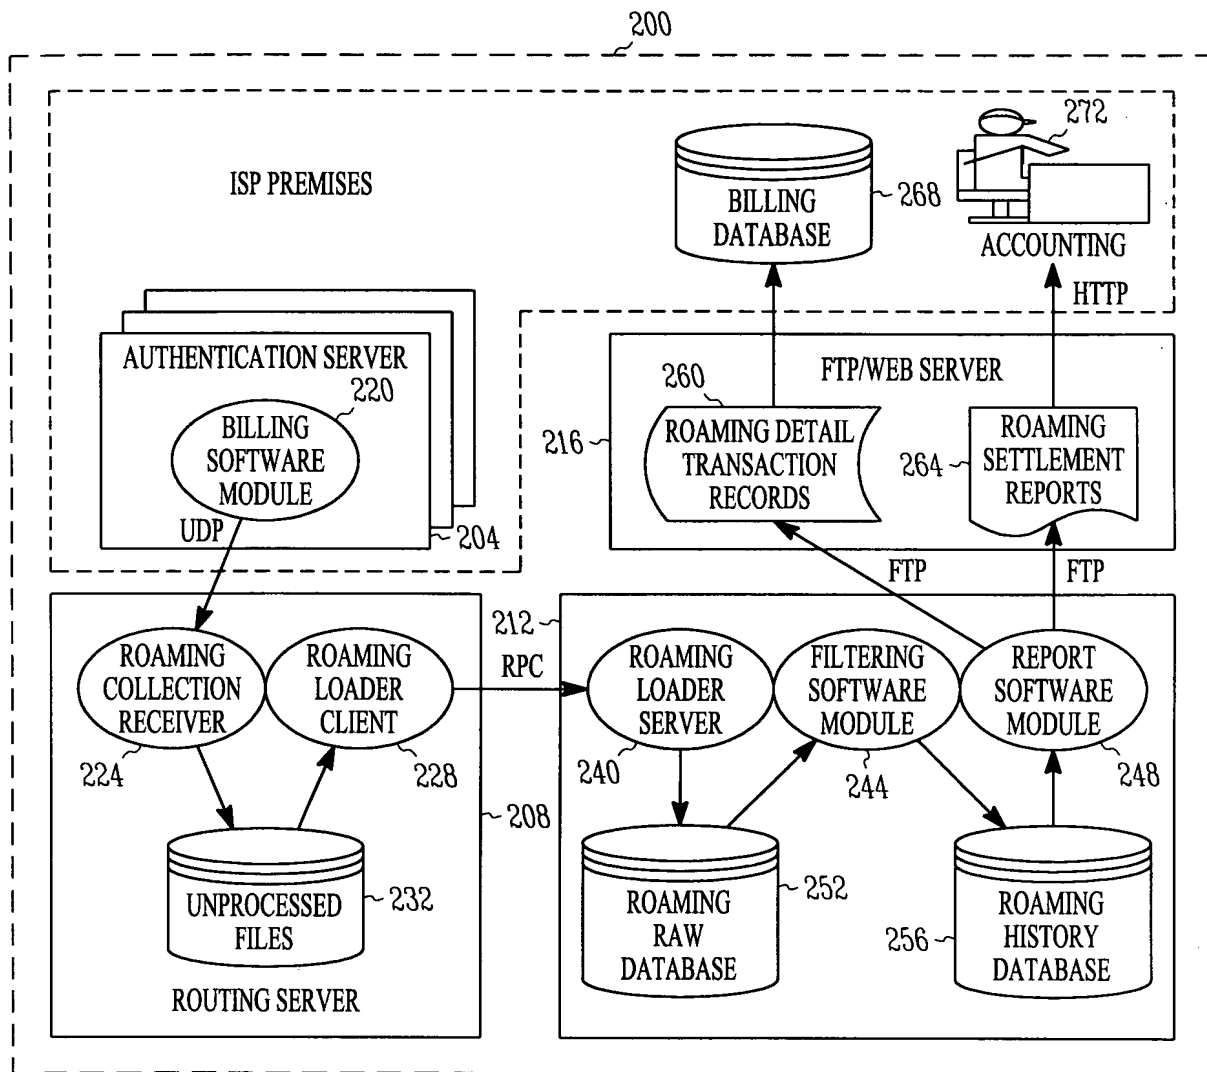 200
272
ISP PREMISES
BILLING
DATABASE
268
ACCOUNTING
HTTP
AUTHENTICATION SERVER
220
BILLING
SOFTWARE
MODULE
UDP
204
FTP/WEB SERVER
260
216
ROAMING DETAIL
TRANSACTION
RECORDS
264
ROAMING
SETTLEMENT
REPORTS
FTP
FTP
212
ROAMING
COLLECTION
RECEIVER
ROAMING
LOADER
CLIENT
RPC
ROAMING
LOADER
SERVER
FILTERING
SOFTWARE
MODULE
REPORT
SOFTWARE
MODULE
224
228
240
244
248
208
UNPROCESSED
FILES
232
ROAMING
RAW
DATABASE
252
256
ROAMING
HISTORY
DATABASE
ROUTING SERVER